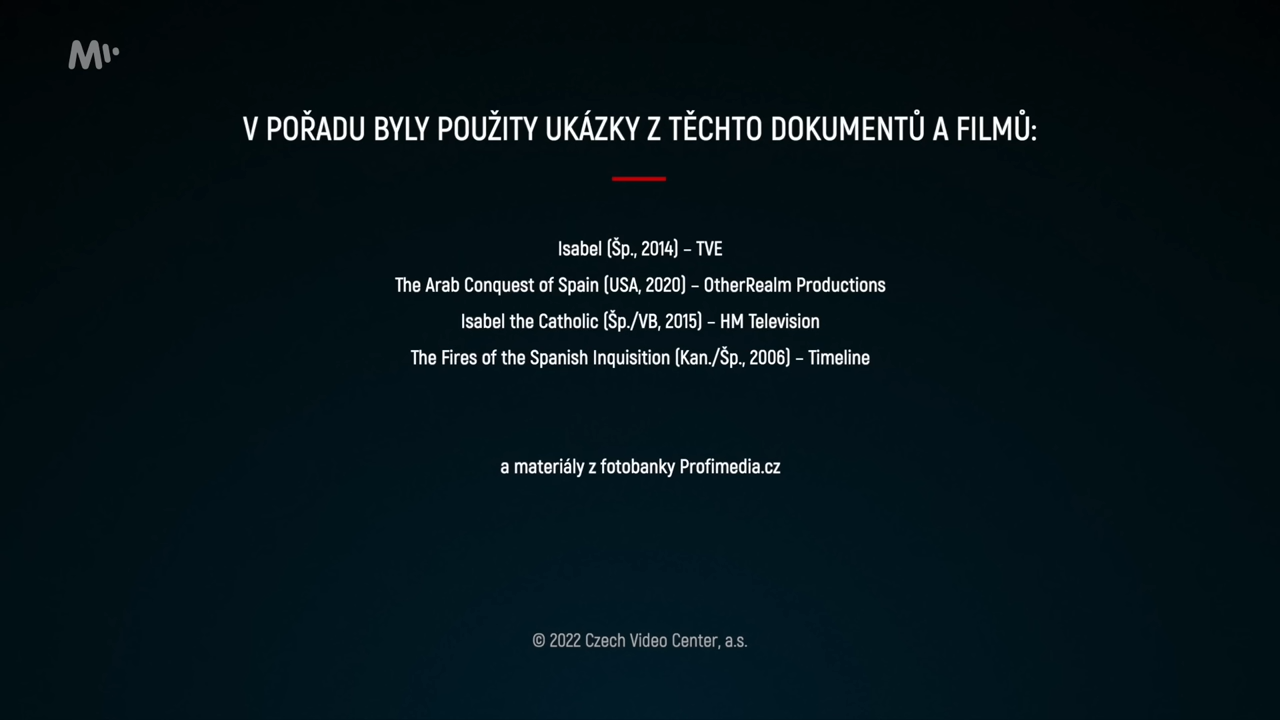 M
V POŘADU BYLY POUŽITY UKÁZKY Z TĚCHTO DOKUMENTŮ A FILMŮ:
Isabel (Šp., 2014) – TVE
The Arab Conquest of Spain (USA, 2020) – OtherRealm Productions
Isabel the Catholic (Šp./VB, 2015) – HM Television
The Fires of the Spanish Inquisition (Kan./Šp., 2006) – Timeline
a materiály z fotobanky Profimedia.cz
© 2022 Czech Video Center, a.s.